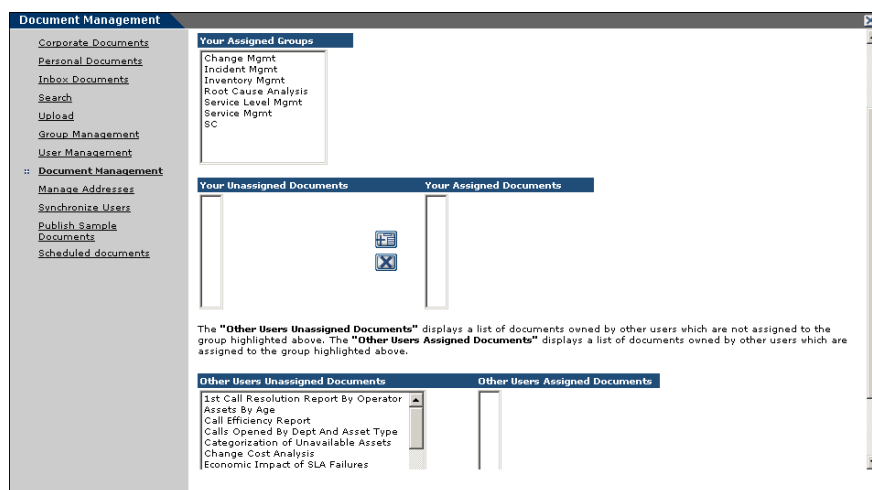 Document Management
Corporate Documents
Personal Documents
Inbox Documents
Search
Upload
Group Management
User Management
Document Management
Manage Addresses
Synchronize Users
Publish Sample
Documents
Scheduled documents
Your Assigned Groups
Change Mgmt
Incident Mgmt
Inventory Mgmt
Root Cause Analysis
Service Level Mgmt
Service Mgmt
SC
Your Unassigned Documents
Your Assigned Documents
The "Other Users Unassigned Documents" displays a list of documents owned by other users which are not assigned to the
group highlighted above. The "Other Users Assigned Documents" displays a list of documents owned by other users which are
assigned to the group highlighted above.
Other Users Unassigned Documents
Other Users Assigned Documents
1st Call Resolution Report By Operator
Assets By Age
Call Efficiency Report
Calls Opened By Dept And Asset Type
Categorization of Unavailable Assets
Change Cost Analysis
Economic Impact of SLA Failures